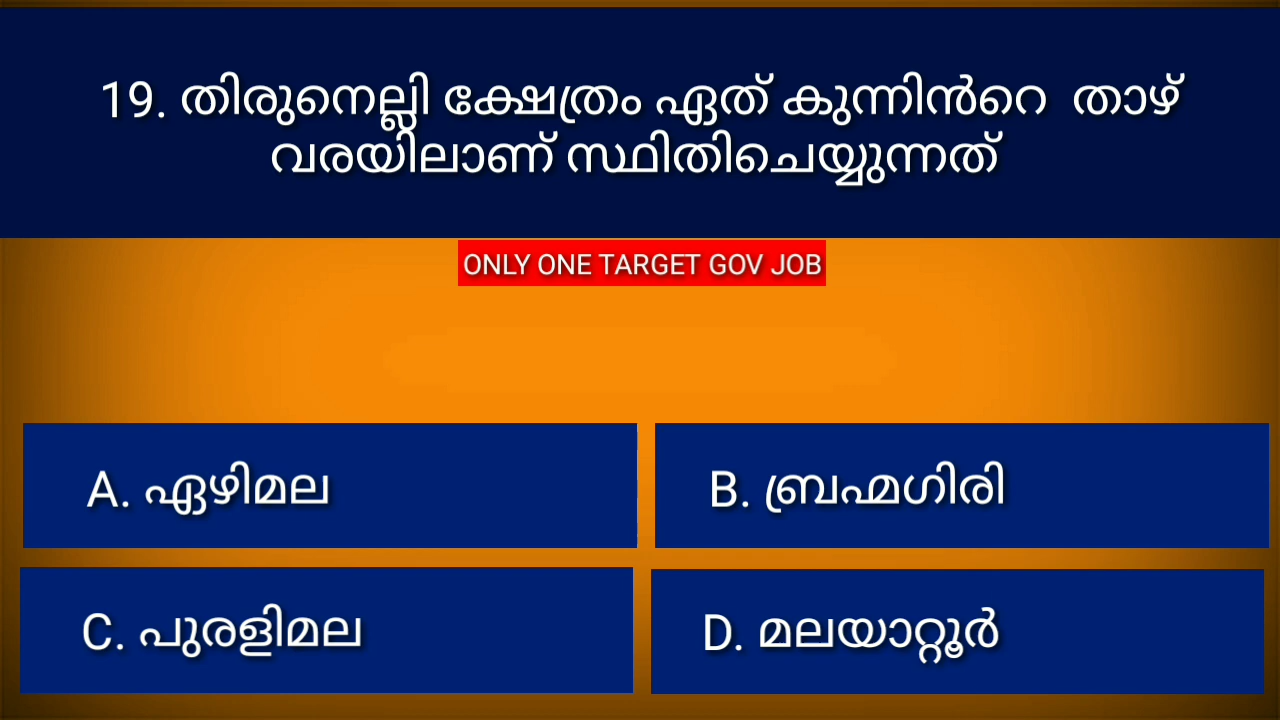 19. തിരുനെല്ലി ക്ഷേത്രം ഏത് കുന്നിൻറെ താഴ്
വരയിലാണ് സ്ഥിതിചെയ്യുന്നത്
ONLY ONE TARGET GOV JOB
A. ഏഴിമല
B. ബ്രഹ്മഗിരി
C. പുരളിമല
D. മലയാറ്റൂർ